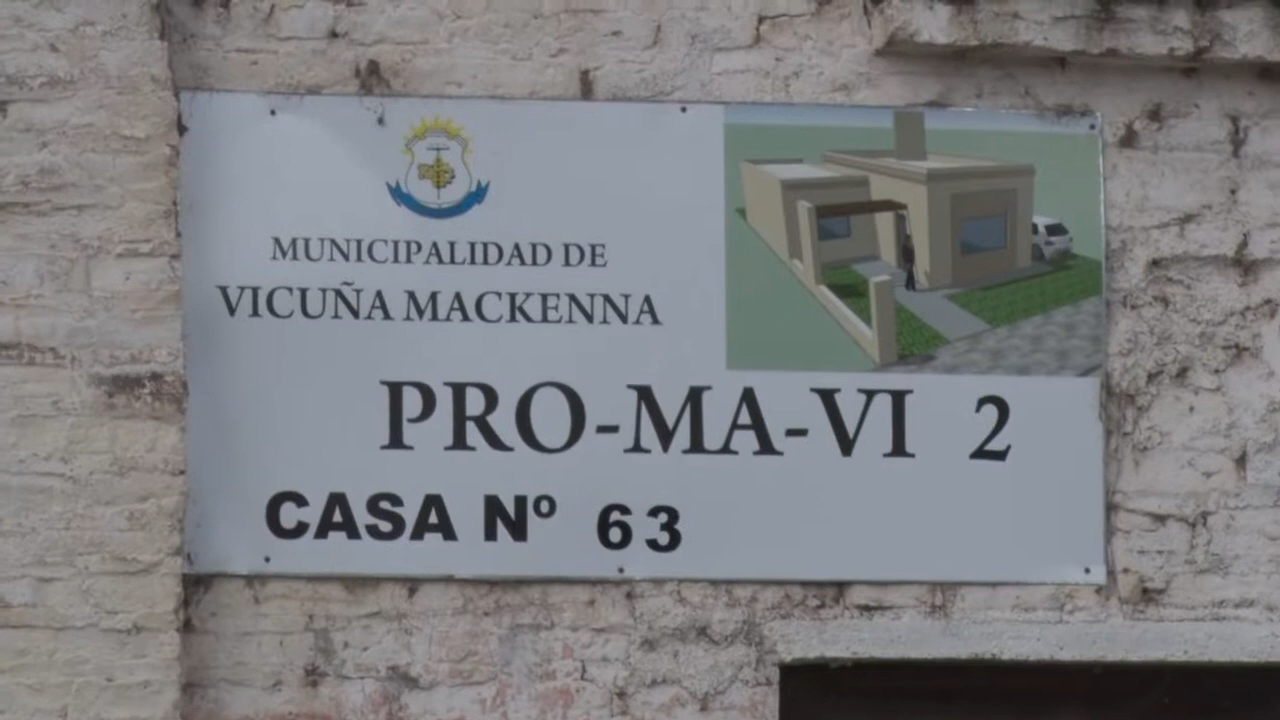 MUNICIPALIDAD DE
VICUÑA MACKENNA
PRO-MA-VI 2
CASA Nº 63